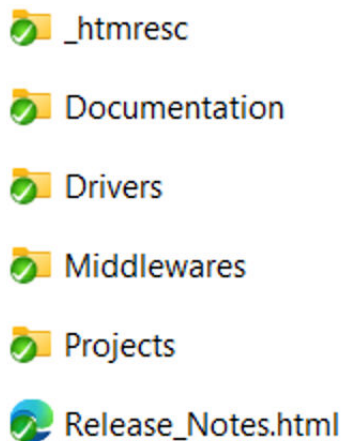 _htmresc
Documentation
Drivers
Middlewares
Projects
Release_Notes.html